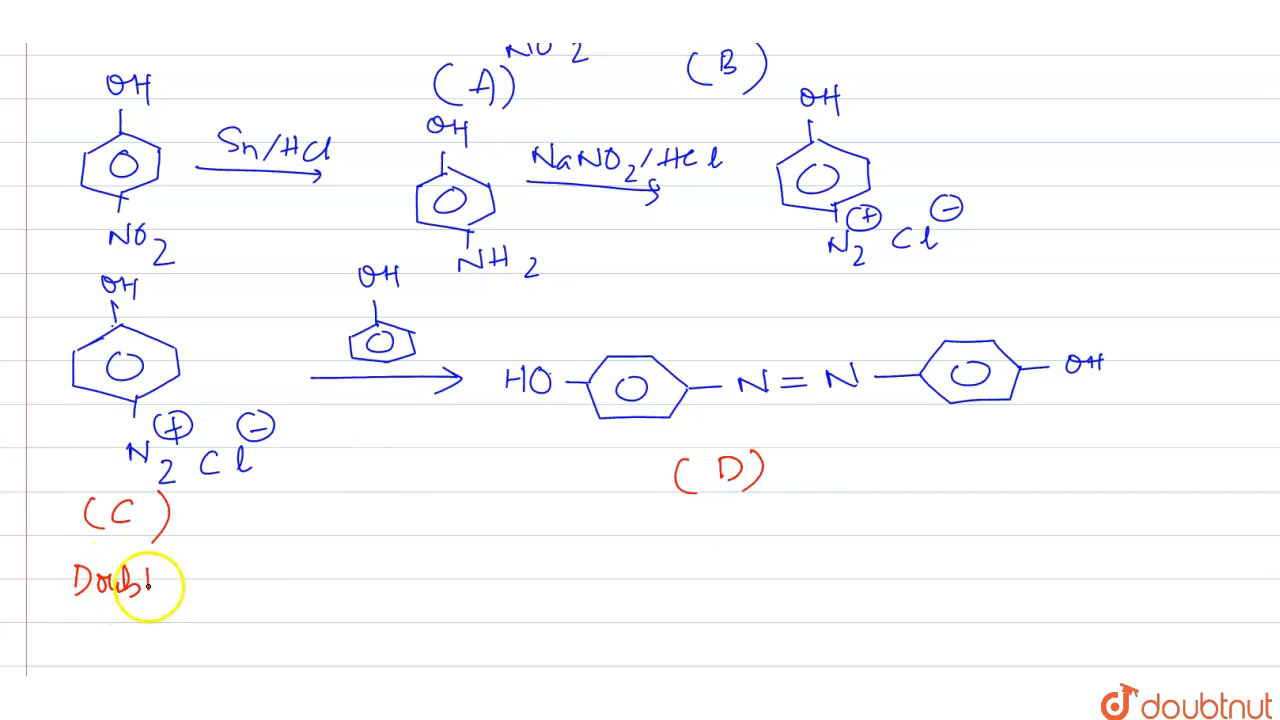 NO2
(A)
(B)
OH
Sn/HCl
OH
NaNO2/HCl
OH
NO2
NH2
N2⊕ Cl⊖
OH
OH
HO N=N OH
N2⊕ Cl⊖
(D)
(C)
Doub
doubtnut